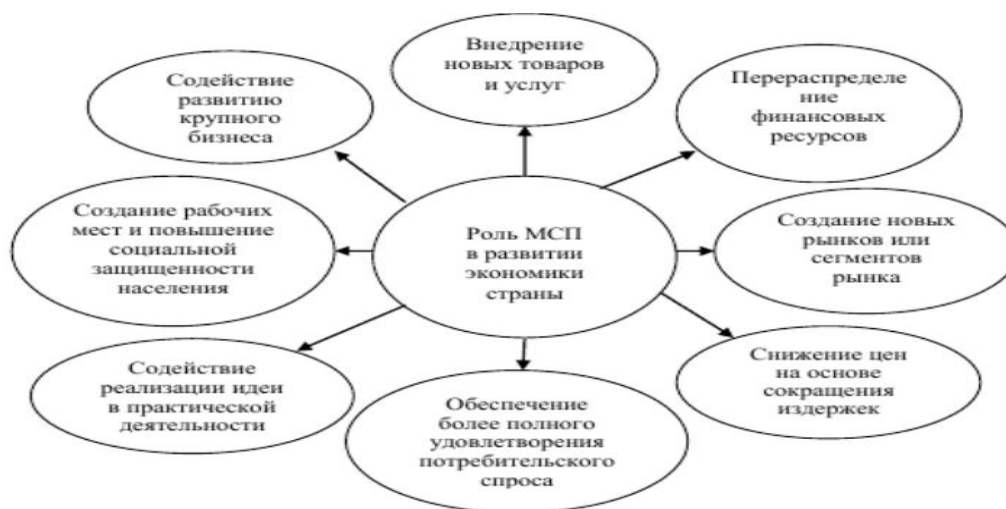 Внедрение
новых товаров
и услуг
Содействие
развитию
крупного
бизнеса
Перераспределе
ние
финансовых
ресурсов
Создание рабочих
мест и повышение
социальной
защищенности
населения
Роль МСП
в развитии
экономики
страны
Создание новых
рынков или
сегментов
рынка
Содействие
реализации идеи
в практической
деятельности
Обеспечение
более полного
удовлетворения
потребительского
спроса
Снижение цен
на основе
сокращения
издержек